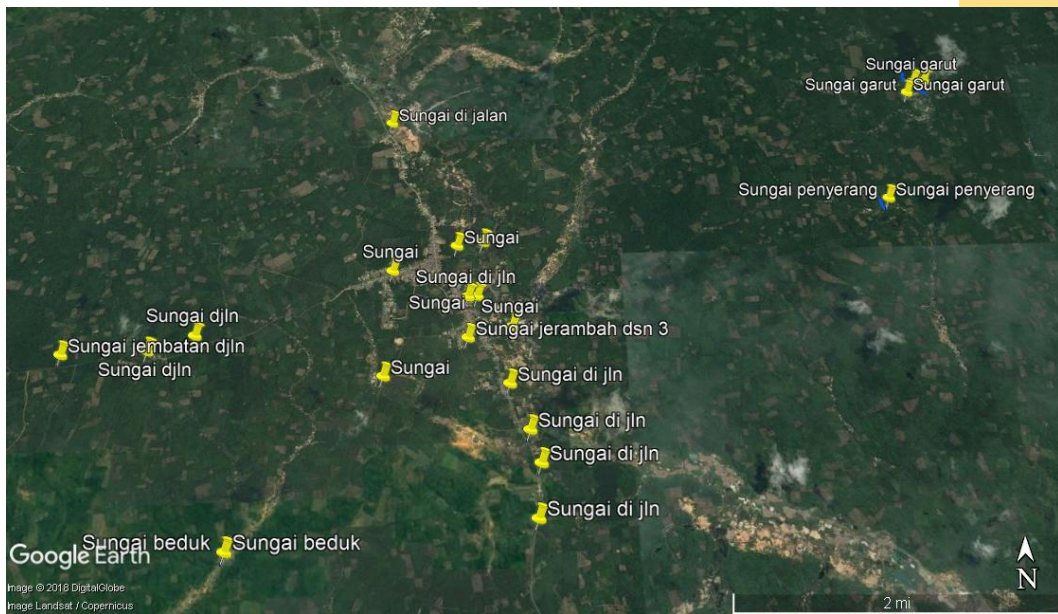 Sungai garut
Sungai garut
Sungai garut
Sungai di jalan
Sungai penyerang
Sungai penyerang
Sungai
Sungai
Sungai di jln
Sungai
Sungai
Sungai djln
Sungai jerambah dsn 3
Sungai jembatan djln
Sungai djln
Sungai
Sungai di jln
Sungai di jln
Sungai di jln
Sungai di jln
Sungai beduk
Sungai beduk
Google Earth
Image © 2018 DigitalGlobe
Image Landsat / Copernicus
N
2 mi